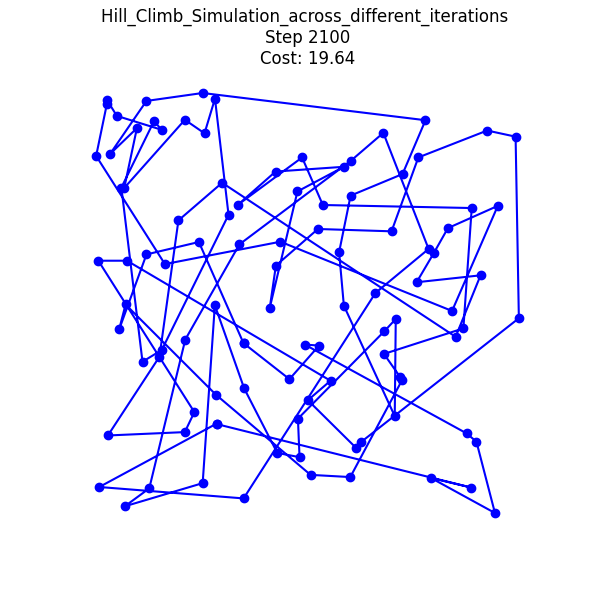 Hill_Climb_Simulation_across_different_iterations
Step 2100
Cost: 19.64